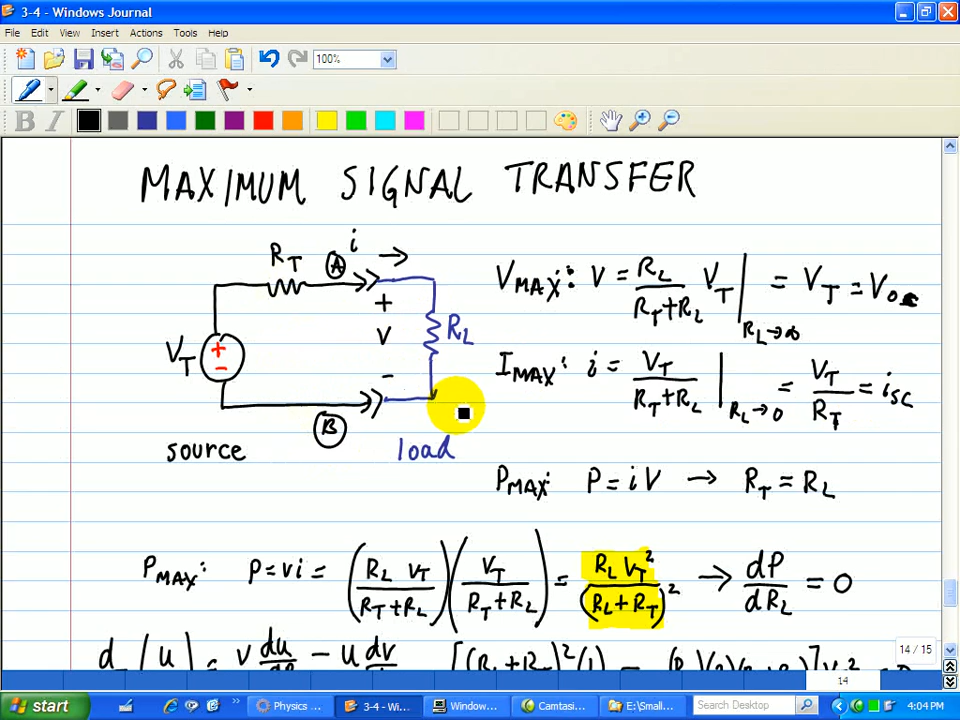 3-4 - Windows Journal
File Edit View Insert Actions Tools Help
100%
B I
MAXIMUM SIGNAL TRANSFER
R_T A i →
V_T + − + V − R_L
B
source load
V_MAX: V = R_L / (R_T + R_L) V_T | R_L→∞ = V_T = V_oc
I_MAX: i = V_T / (R_T + R_L) | R_L→0 = V_T / R_T = i_SC
P_MAX: P = i V → R_T = R_L
P_MAX: P = vi = (R_L V_T / (R_T + R_L)) (V_T / (R_T + R_L)) = R_L V_T² / (R_L + R_T)² → dP / dR_L = 0
14 / 15
14
start Physics ... 3-4 - Wi... Window... Camtasi... E:\Small... Search Desktop 4:04 PM